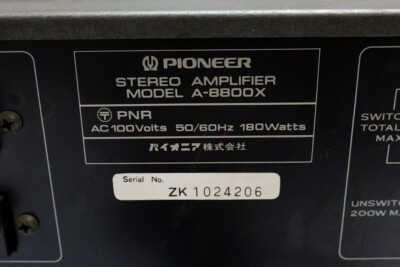 PIONEER
STEREO AMPLIFIER
MODEL A-8800X
〒 PNR
AC 100Volts 50/60Hz 180Watts
パイオニア株式会社
Serial No.
ZK 1024206
SWITC
TOTAL
MAX
UNSWIT
200W MA